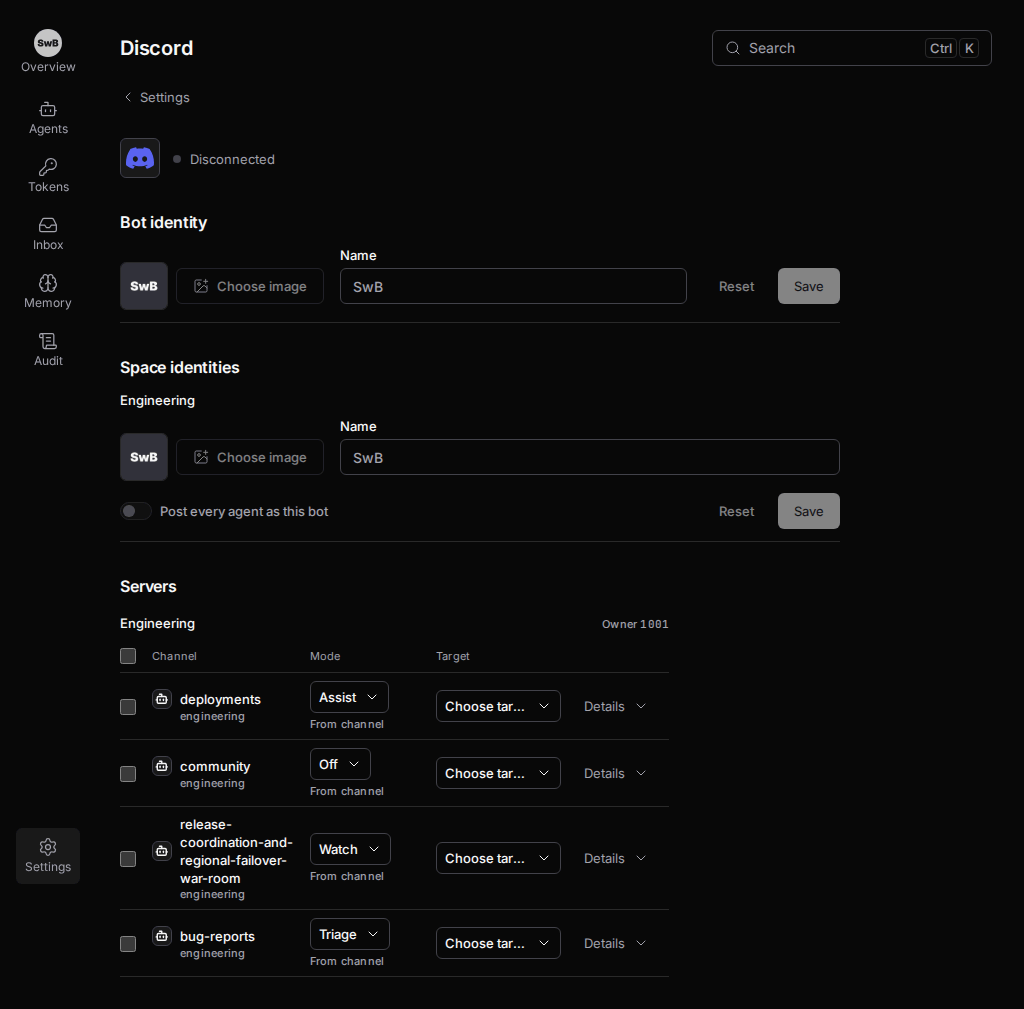 SwB
Overview
Agents
Tokens
Inbox
Memory
Audit
Settings
Discord
Search
Ctrl K
Settings
Disconnected
Bot identity
Name
SwB
Choose image
SwB
Reset
Save
Space identities
Engineering
Name
SwB
Choose image
SwB
Post every agent as this bot
Reset
Save
Servers
Engineering
Owner 1001
Channel
Mode
Target
deployments
engineering
Assist
From channel
Choose tar...
Details
community
engineering
Off
From channel
Choose tar...
Details
release-
coordination-and-
regional-failover-
war-room
engineering
Watch
From channel
Choose tar...
Details
bug-reports
engineering
Triage
From channel
Choose tar...
Details